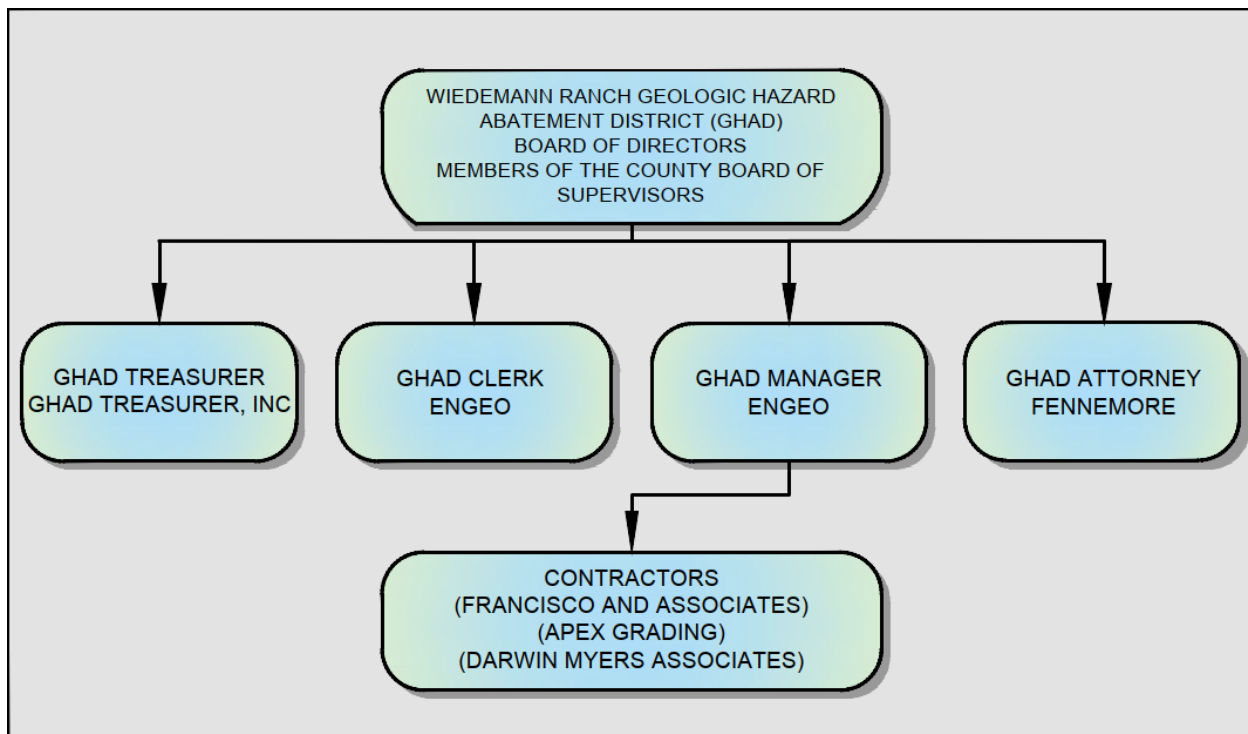 WIEDEMANN RANCH GEOLOGIC HAZARD
ABATEMENT DISTRICT (GHAD)
BOARD OF DIRECTORS
MEMBERS OF THE COUNTY BOARD OF
SUPERVISORS
GHAD TREASURER
GHAD TREASURER, INC
GHAD CLERK
ENGEO
GHAD MANAGER
ENGEO
GHAD ATTORNEY
FENNEMORE
CONTRACTORS
(FRANCISCO AND ASSOCIATES)
(APEX GRADING)
(DARWIN MYERS ASSOCIATES)